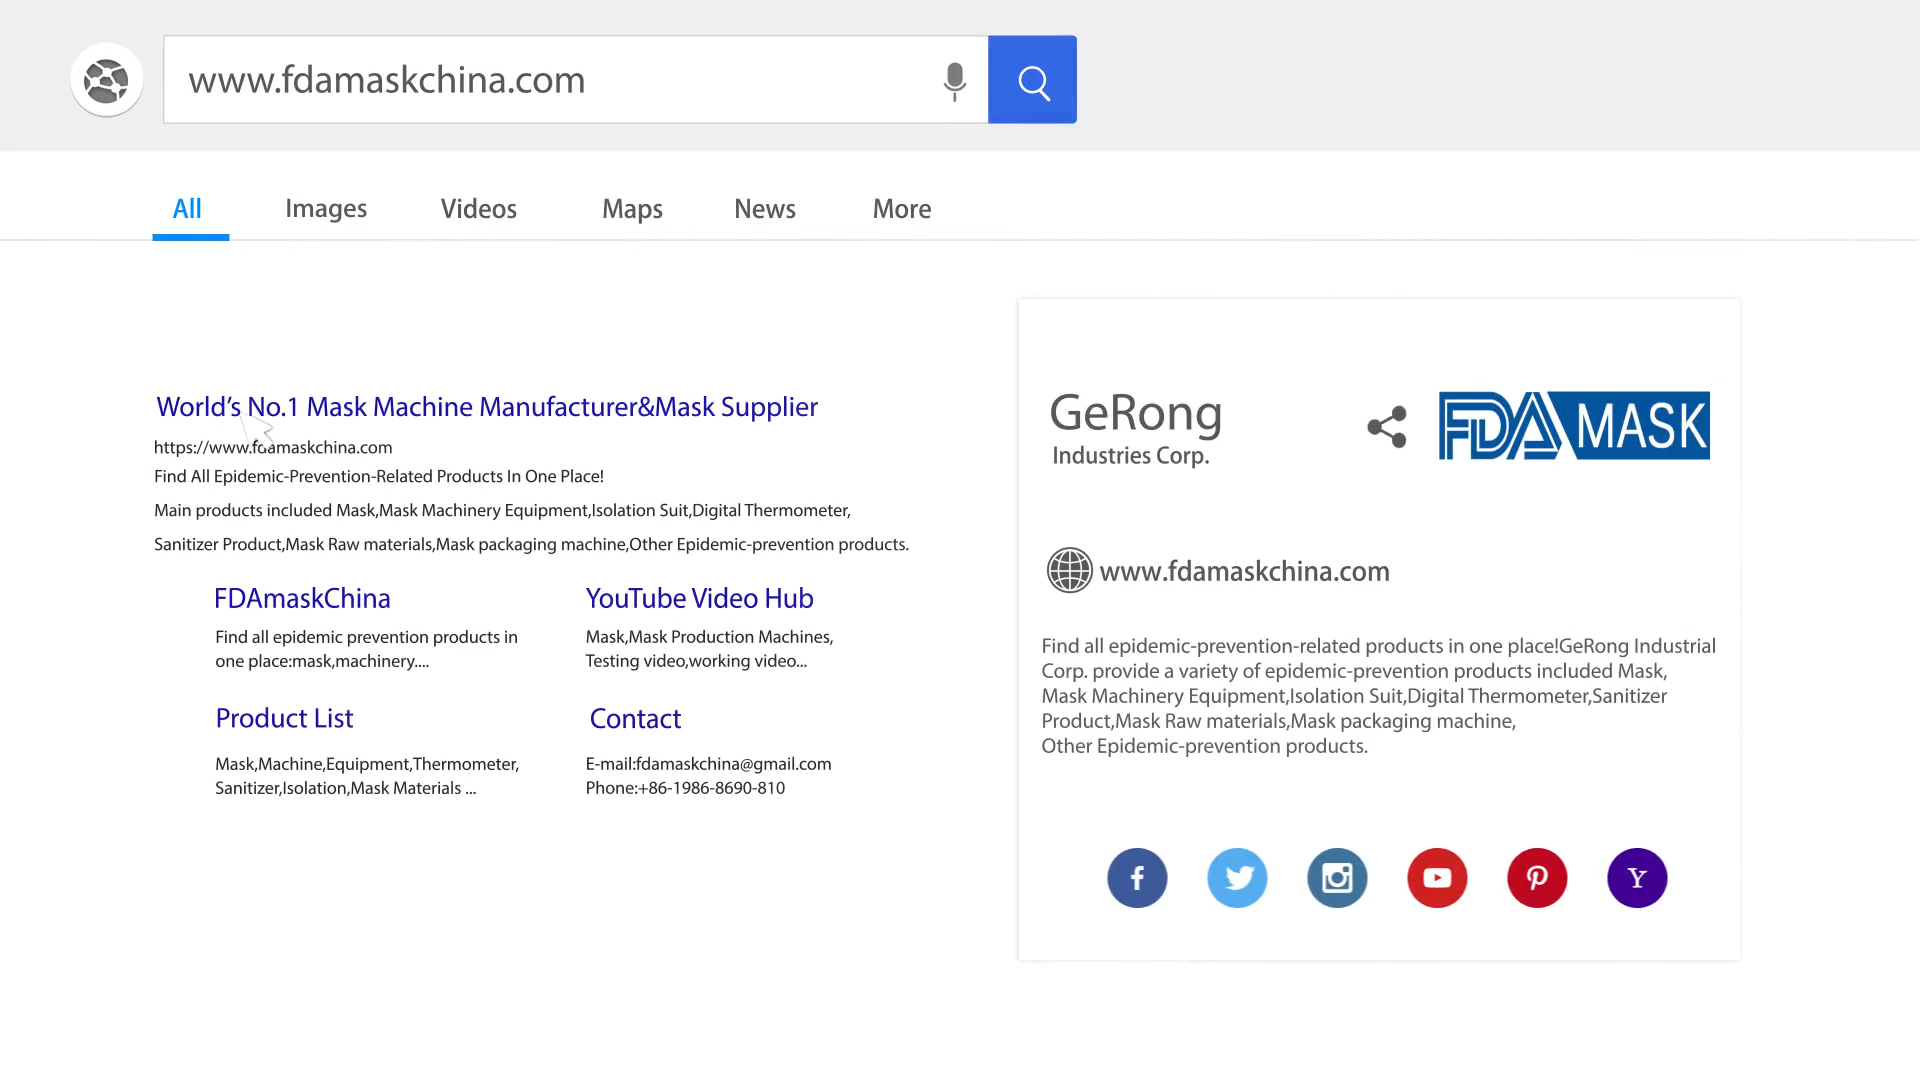 www.fdamaskchina.com
All Images Videos Maps News More
World's No.1 Mask Machine Manufacturer&Mask Supplier
https://www.fdamaskchina.com
Find All Epidemic-Prevention-Related Products In One Place!
Main products included Mask,Mask Machinery Equipment,Isolation Suit,Digital Thermometer,
Sanitizer Product,Mask Raw materials,Mask packaging machine,Other Epidemic-prevention products.
FDAmaskChina
Find all epidemic prevention products in
one place:mask,machinery....
YouTube Video Hub
Mask,Mask Production Machines,
Testing video,working video...
Product List
Mask,Machine,Equipment,Thermometer,
Sanitizer,Isolation,Mask Materials ...
Contact
E-mail:fdamaskchina@gmail.com
Phone:+86-1986-8690-810
GeRong
Industries Corp.
FDA MASK
www.fdamaskchina.com
Find all epidemic-prevention-related products in one place!GeRong Industrial
Corp. provide a variety of epidemic-prevention products included Mask,
Mask Machinery Equipment,Isolation Suit,Digital Thermometer,Sanitizer
Product,Mask Raw materials,Mask packaging machine,
Other Epidemic-prevention products.